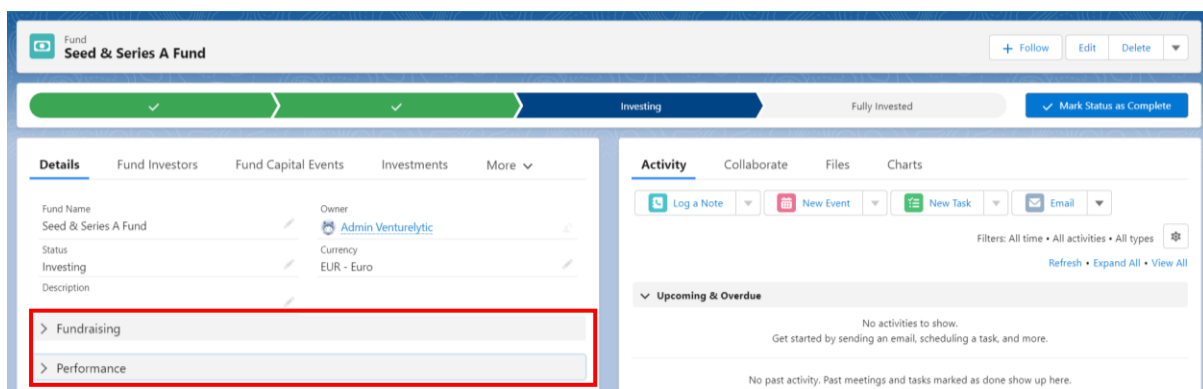 Fund
Seed & Series A Fund
+ Follow
Edit
Delete
Investing
Fully Invested
Mark Status as Complete
Details
Fund Investors
Fund Capital Events
Investments
More
Fund Name
Seed & Series A Fund
Owner
Admin Venturelytic
Status
Investing
Currency
EUR - Euro
Description
Fundraising
Performance
Activity
Collaborate
Files
Charts
Log a Note
New Event
New Task
Email
Filters: All time • All activities • All types
Refresh • Expand All • View All
Upcoming & Overdue
No activities to show.
Get started by sending an email, scheduling a task, and more.
No past activity. Past meetings and tasks marked as done show up here.